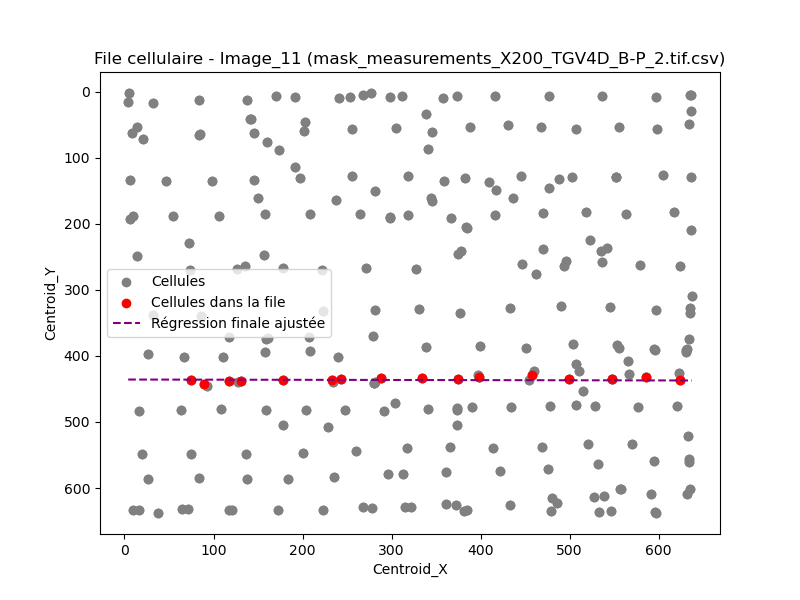 File cellulaire - Image_11 (mask_measurements_X200_TGV4D_B-P_2.tif.csv)
0
100
200
300
400
500
600
Centroid_Y
Cellules
Cellules dans la file
Régression finale ajustée
0 100 200 300 400 500 600
Centroid_X